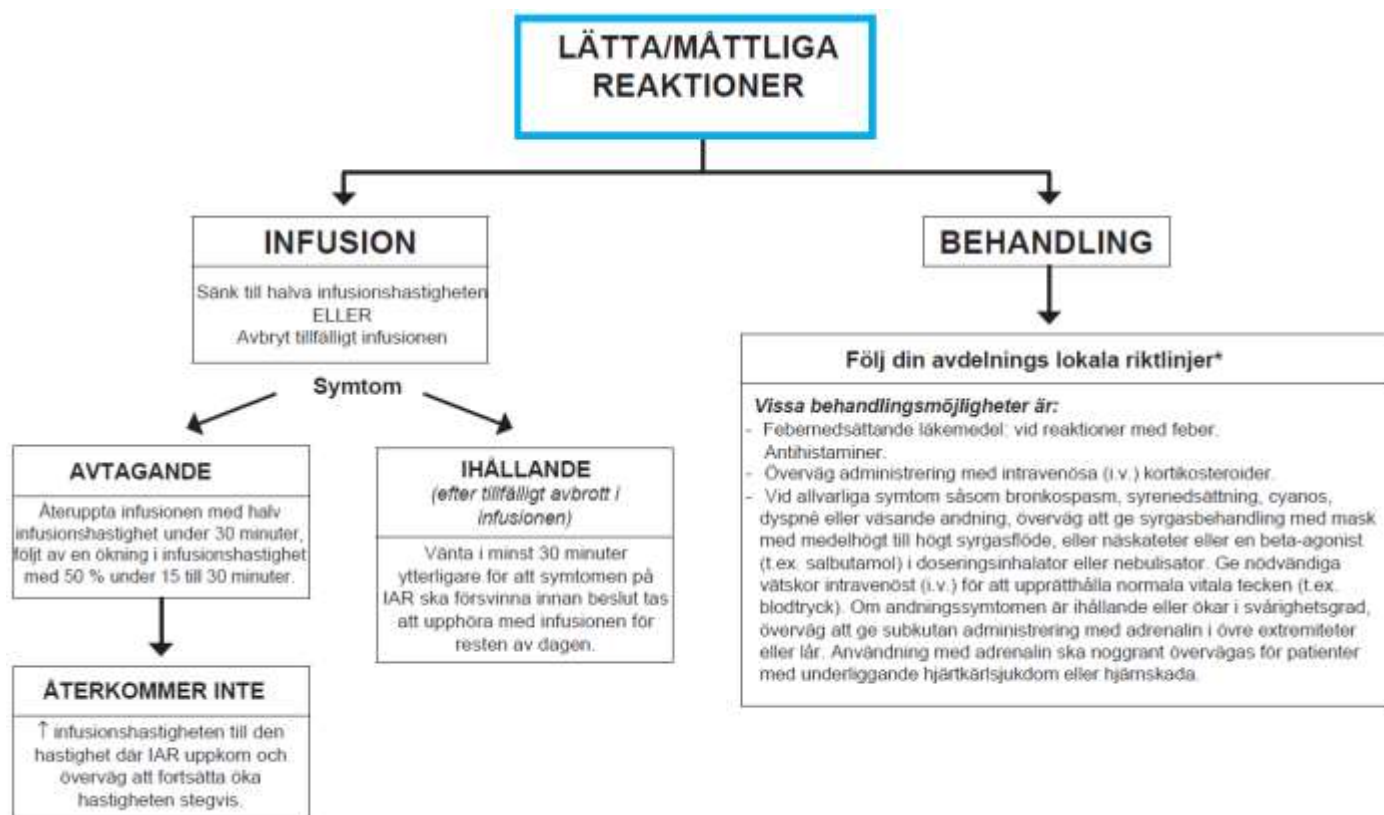 LÄTTA/MÅTTLIGA
REAKTIONER
INFUSION
Sänk till halva infusionshastigheten
ELLER
Avbryt tillfälligt infusionen
Symtom
AVTAGANDE
Återuppta infusionen med halv
infusionshastighet under 30 minuter,
följt av en ökning i infusionshastighet
med 50 % under 15 till 30 minuter.
ÅTERKOMMER INTE
↑ infusionshastigheten till den
hastighet där IAR uppkom och
överväg att fortsätta öka
hastigheten stegvis.
IHÅLLANDE
(efter tillfälligt avbrott i
infusionen)
Vänta i minst 30 minuter
ytterligare för att symtomen på
IAR ska försvinna innan beslut tas
att upphöra med infusionen för
resten av dagen.
BEHANDLING
Följ din avdelnings lokala riktlinjer*
Vissa behandlingsmöjligheter är:
- Febernedsättande läkemedel: vid reaktioner med feber.
Antihistaminer.
- Överväg administrering med intravenösa (i.v.) kortikosteroider.
- Vid allvarliga symtom såsom bronkospasm, syrenedsättning, cyanos,
dyspné eller väsande andning, överväg att ge syrgasbehandling med mask
med medelhögt till högt syrgasflöde, eller näskateter eller en beta-agonist
(t.ex. salbutamol) i doseringsinhalator eller nebulisator. Ge nödvändiga
vätskor intravenöst (i.v.) för att upprätthålla normala vitala tecken (t.ex.
blodtryck). Om andningssymtomen är ihållande eller ökar i svårighetsgrad,
överväg att ge subkutan administrering med adrenalin i övre extremiteter
eller lår. Användning med adrenalin ska noggrant övervägas för patienter
med underliggande hjärtkärlsjukdom eller hjärnskada.